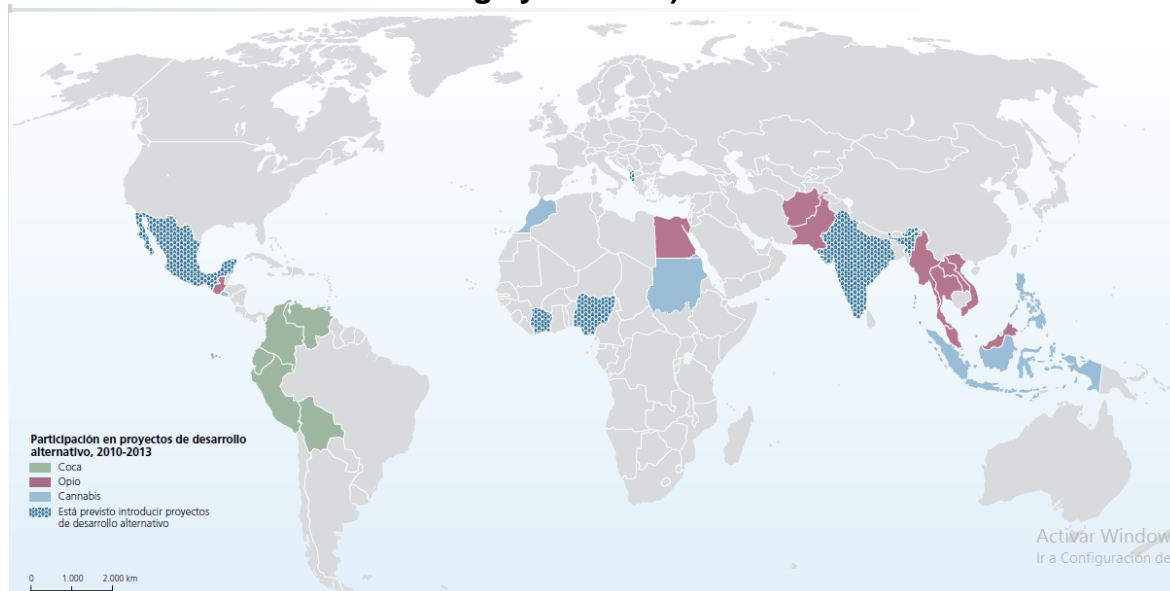 Participación en proyectos de desarrollo
alternativo, 2010-2013
Coca
Opio
Cannabis
Está previsto introducir proyectos
de desarrollo alternativo
0 1.000 2.000 km
Activar Window
Ir a Configuración de